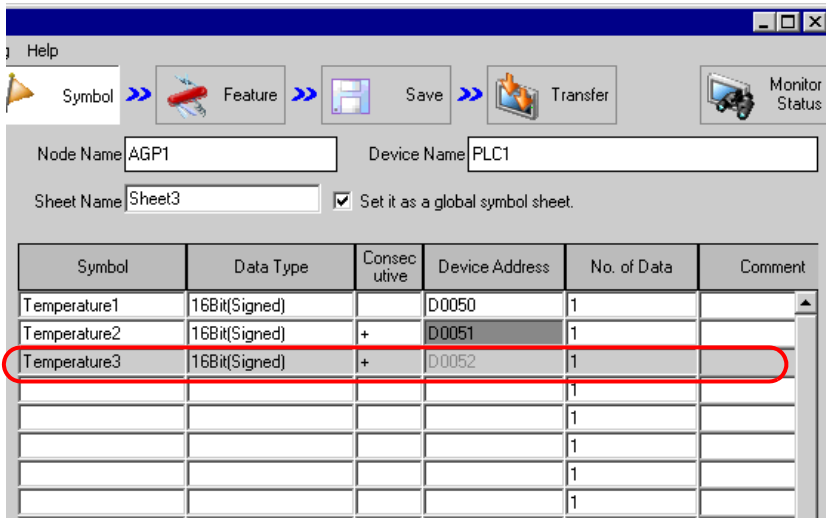 g Help
Symbol Feature Save Transfer Monitor Status
Node Name AGP1 Device Name PLC1
Sheet Name Sheet3 Set it as a global symbol sheet.
Symbol Data Type Consecutive Device Address No. of Data Comment
Temperature1 16Bit(Signed) D0050 1
Temperature2 16Bit(Signed) + D0051 1
Temperature3 16Bit(Signed) + D0052 1
1
1
1
1
1